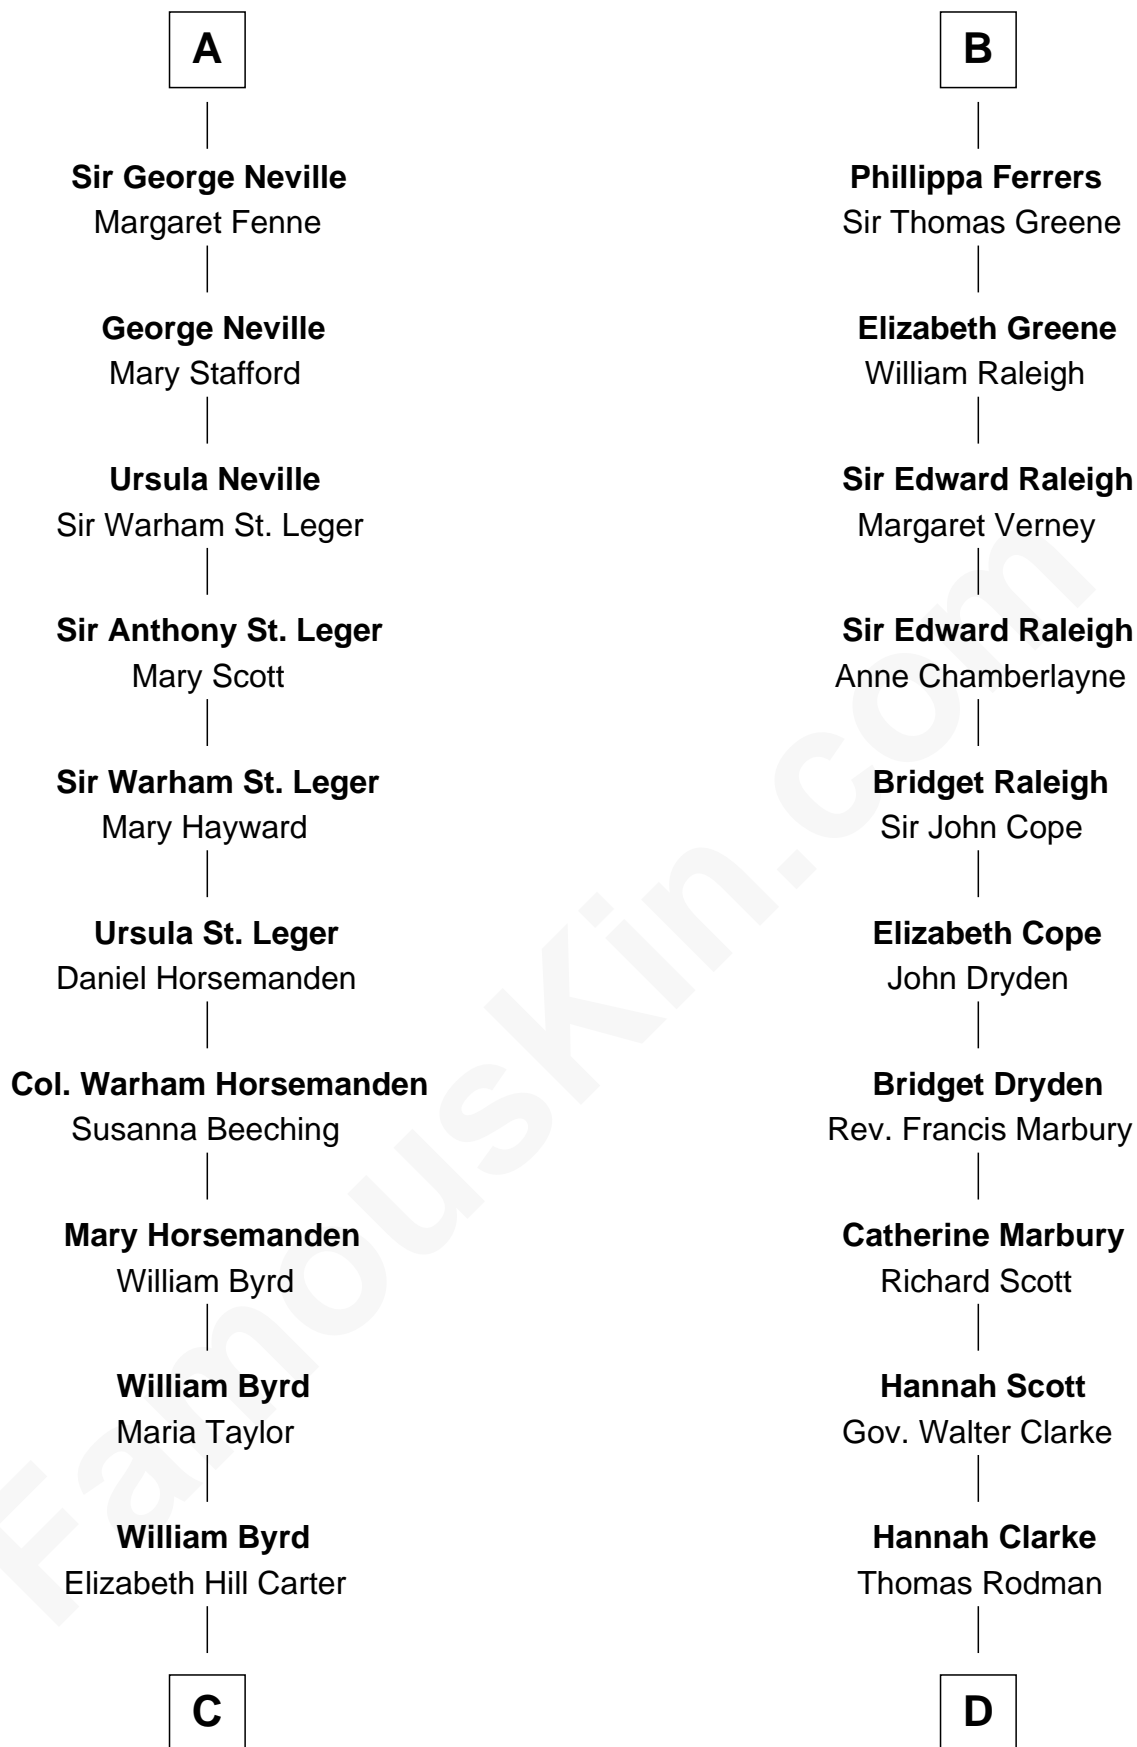 A
Sir George Neville
Margaret Fenne
George Neville
Mary Stafford
Ursula Neville
Sir Warham St. Leger
Sir Anthony St. Leger
Mary Scott
Sir Warham St. Leger
Mary Hayward
Ursula St. Leger
Daniel Horsemanden
Col. Warham Horsemanden
Susanna Beeching
Mary Horsemanden
William Byrd
William Byrd
Maria Taylor
William Byrd
Elizabeth Hill Carter
C
B
Phillippa Ferrers
Sir Thomas Greene
Elizabeth Greene
William Raleigh
Sir Edward Raleigh
Margaret Verney
Sir Edward Raleigh
Anne Chamberlayne
Bridget Raleigh
Sir John Cope
Elizabeth Cope
John Dryden
Bridget Dryden
Rev. Francis Marbury
Catherine Marbury
Richard Scott
Hannah Scott
Gov. Walter Clarke
Hannah Clarke
Thomas Rodman
D
FamousKin.com